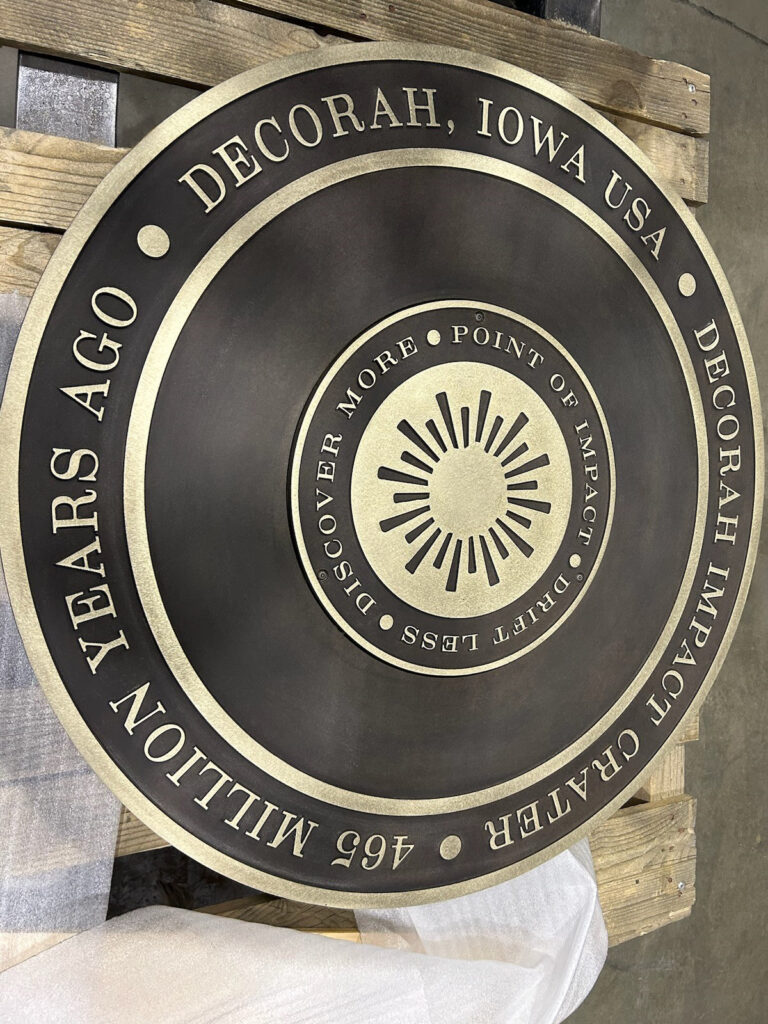 DECORAH, IOWA USA
DECORAH IMPACT CRATER
465 MILLION YEARS AGO
POINT OF IMPACT
DRIFT LESS
DISCOVER MORE